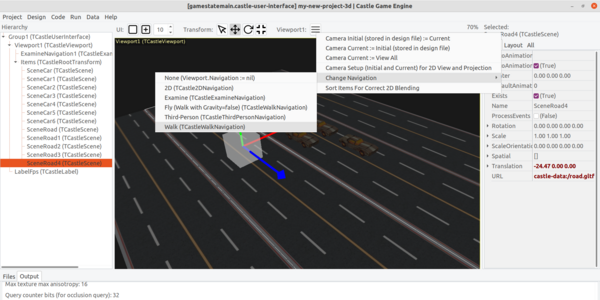 [gamestatemain.castle-user-interface] my-new-project-3d | Castle Game Engine
Project Design Code Run Data Help
Hierarchy
Group1 (TCastleUserInterface)
Viewport1 (TCastleViewport)
ExamineNavigation1 (TCastleExam
Items (TCastleRootTransform)
SceneCar (TCastleScene)
SceneCar1 (TCastleScene)
SceneCar2 (TCastleScene)
SceneCar3 (TCastleScene)
SceneCar4 (TCastleScene)
SceneCar5 (TCastleScene)
SceneRoad (TCastleScene)
SceneRoad1 (TCastleScene)
SceneRoad2 (TCastleScene)
SceneRoad3 (TCastleScene)
SceneRoad4 (TCastleScene)
LabelFps (TCastleLabel)
UI:
Transform:
Viewport1:
70%
Viewport1 (TCastleViewport)
Camera Initial (stored in design file) := Current
Camera Current := Initial (stored in design file)
Camera Current := View All
Camera Setup (Initial and Current) for 2D View and Projection
Change Navigation
Sort Items For Correct 2D Blending
None (Viewport.Navigation := nil)
2D (TCastle2DNavigation)
Examine (TCastleExamineNavigation)
Fly (Walk with Gravity=false) (TCastleWalkNavigation)
Third-Person (TCastleThirdPersonNavigation)
Walk (TCastleWalkNavigation)
Selected:
Road4 (TCastleScene)
Layout All
(True)
(True)
0.00 0.00 0.00
0
Exists (True)
Name SceneRoad4
ProcessEvents (False)
Rotation 0.00 0.00 0.00 0.00
Scale 1.00 1.00 1.00
ScaleOrientati 0.00 0.00 0.00 0.00
Spatial []
Translation -24.47 0.00 0.00
URL castle-data:/road.gltf
Files Output
Max texture max anisotropy: 16
Query counter bits (for occlusion query): 32